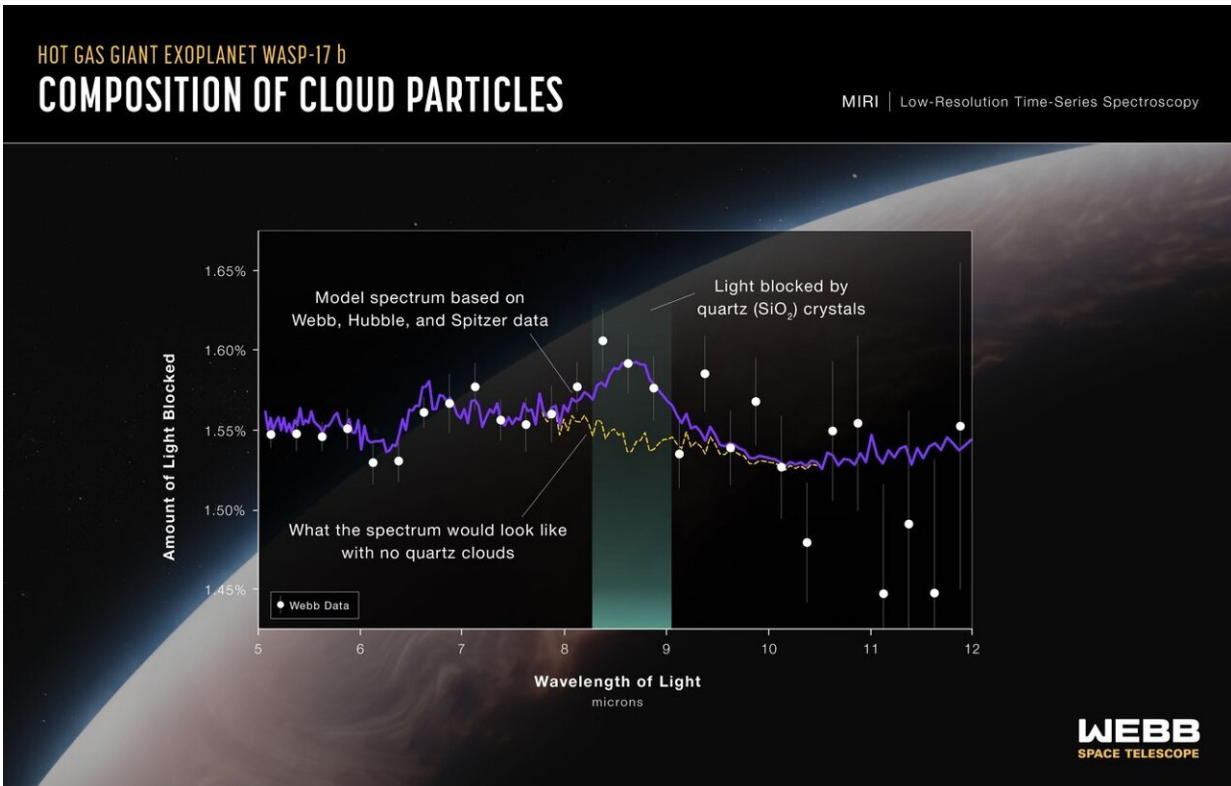 HOT GAS GIANT EXOPLANET WASP-17 b
COMPOSITION OF CLOUD PARTICLES
MIRI | Low-Resolution Time-Series Spectroscopy
1.65%
1.60%
1.55%
1.50%
1.45%
Amount of Light Blocked
Model spectrum based on
Webb, Hubble, and Spitzer data
Light blocked by
quartz (SiO₂) crystals
What the spectrum would look like
with no quartz clouds
Webb Data
5 6 7 8 9 10 11 12
Wavelength of Light
microns
WEBB
SPACE TELESCOPE